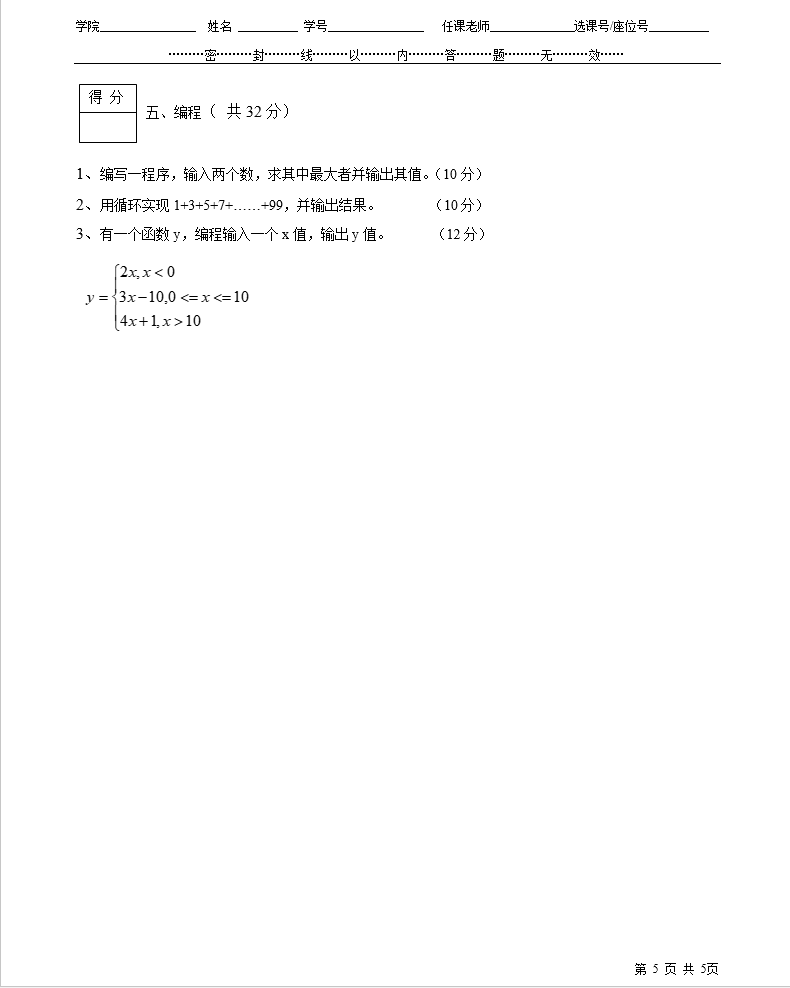 学院________________ 姓名 __________ 学号________________ 任课老师______________选课号/座位号__________
………密………封………线………以………内………答………题………无………效……
得 分
五、编程（ 共 32 分）
1、编写一程序，输入两个数，求其中最大者并输出其值。（10 分）
2、用循环实现 1+3+5+7+……+99，并输出结果。 （10 分）
3、有一个函数 y，编程输入一个 x 值，输出 y 值。 （12 分）
2x, x < 0
y = { 3x−10,0 <= x <=10
4x+1, x >10
第 5 页 共 5页